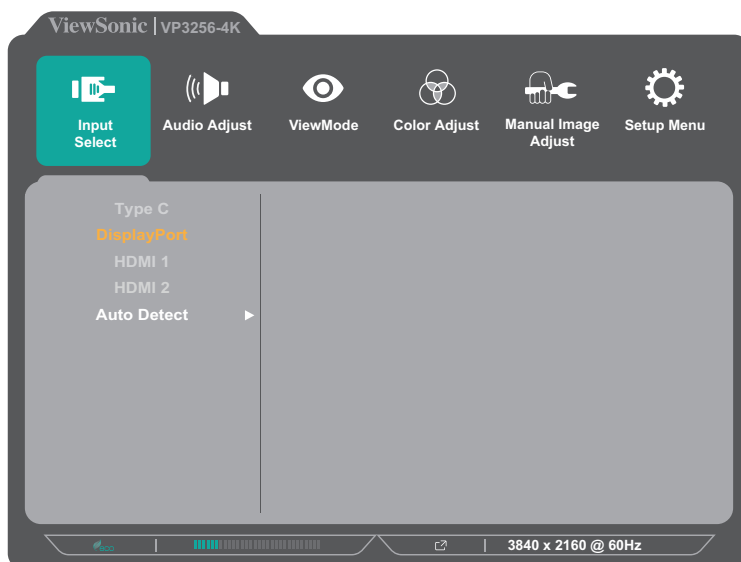 ViewSonic | VP3256-4K
Input
Select
Audio Adjust
ViewMode
Color Adjust
Manual Image
Adjust
Setup Menu
Type C
DisplayPort
HDMI 1
HDMI 2
Auto Detect
eco
3840 x 2160 @ 60Hz